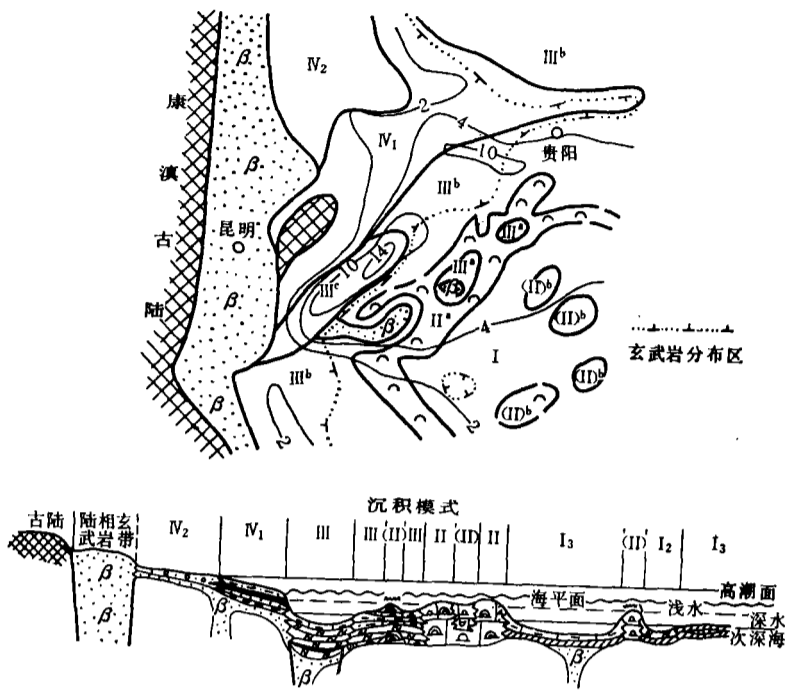 β
IV₂
IIIᵇ
康
2
4
IV₁
10
贵阳
β
滇
IIIᵇ
昆明
古
IIIᵃ
14
10
IIIᶜ
IIIᵃ
β
(II)ᵇ
陆
β
IIᵃ
4
(II)ᵇ
β
I
玄武岩分布区
IIIᵇ
(II)ᵇ
β
(II)ᵇ
2
2
沉积模式
古陆
陆相玄武岩带
IV₂
IV₁
III
III
(II)
III
II
(II)
II
I₃
(II)
I₂
I₃
β
高潮面
海平面
浅水
深水
次深海
β
β
β
β